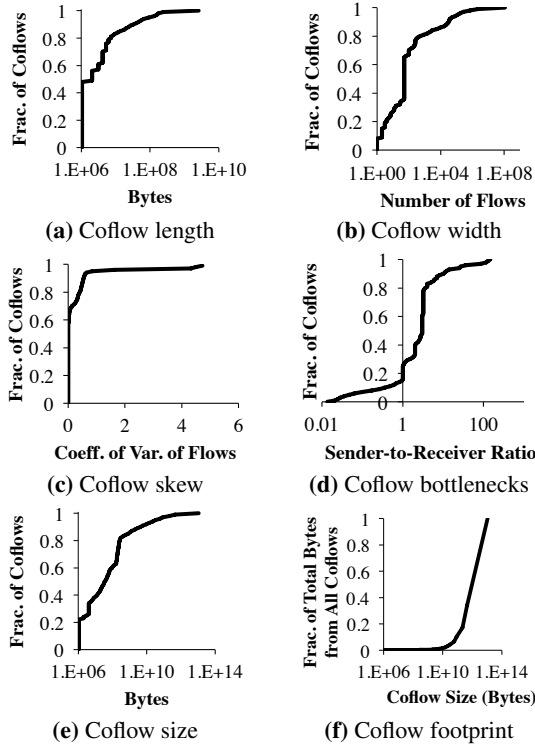 Frac. of Coflows
1
0.8
0.6
0.4
0.2
0
1.E+06 1.E+08 1.E+10
Bytes
(a) Coflow length
Frac. of Coflows
1
0.8
0.6
0.4
0.2
0
1.E+00 1.E+04 1.E+08
Number of Flows
(b) Coflow width
Frac. of Coflows
1
0.8
0.6
0.4
0.2
0
0 2 4 6
Coeff. of Var. of Flows
(c) Coflow skew
Frac. of Coflows
1
0.8
0.6
0.4
0.2
0
0.01 1 100
Sender-to-Receiver Ratio
(d) Coflow bottlenecks
Frac. of Coflows
1
0.8
0.6
0.4
0.2
0
1.E+06 1.E+10 1.E+14
Bytes
(e) Coflow size
Frac. of Total Bytes
from All Coflows
1
0.8
0.6
0.4
0.2
0
1.E+06 1.E+10 1.E+14
Coflow Size (Bytes)
(f) Coflow footprint